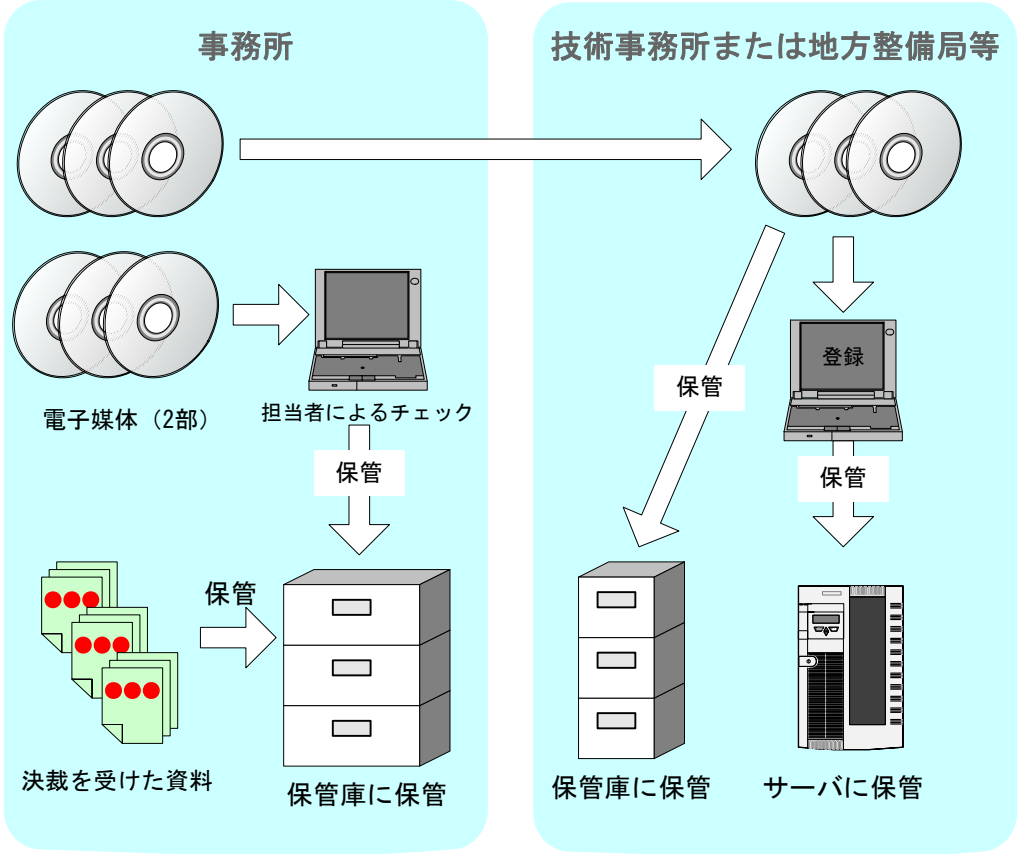 事務所
電子媒体（2部）
担当者によるチェック
保管
保管
決裁を受けた資料
保管庫に保管
技術事務所または地方整備局等
保管
登録
保管
保管庫に保管
サーバに保管